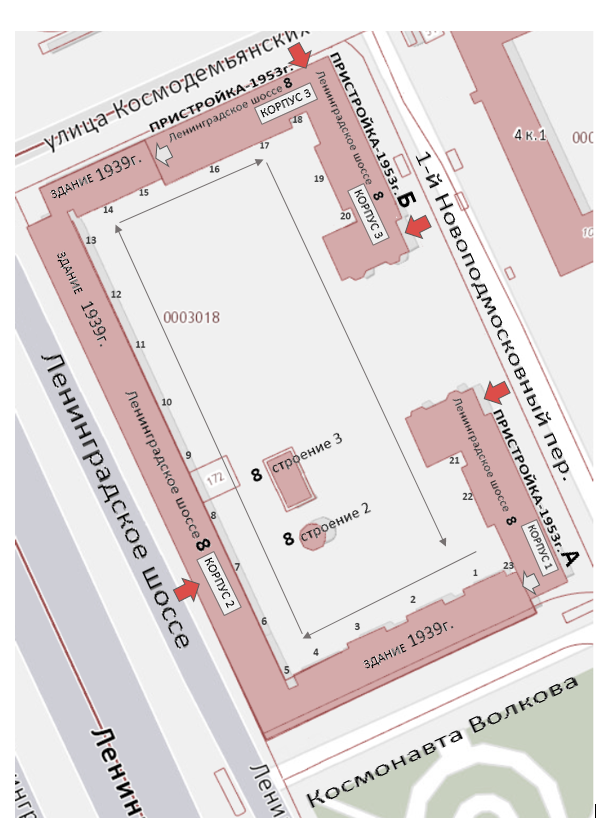 улица Космодемьянских
ПРИСТРОЙКА-1953г.
Ленинградское шоссе 8
КОРПУС 3
ЗДАНИЕ 1939г.
ПРИСТРОЙКА-1953г.
Ленинградское шоссе 8
КОРПУС 3
Б
4 к.1
000
1-й Новоподмосковный пер.
13
14
15
16
17
18
19
20
ЗДАНИЕ 1939г.
12
11
10
9
8
7
6
5
0003018
Ленинградское шоссе
Ленинградское шоссе 8
КОРПУС 2
172
8 строение 3
8 строение 2
Ленинградское шоссе 8
КОРПУС 1
ПРИСТРОЙКА-1953г.
А
21
22
23
1
2
3
4
ЗДАНИЕ 1939г.
Космонавта Волкова
Ленин
Лени